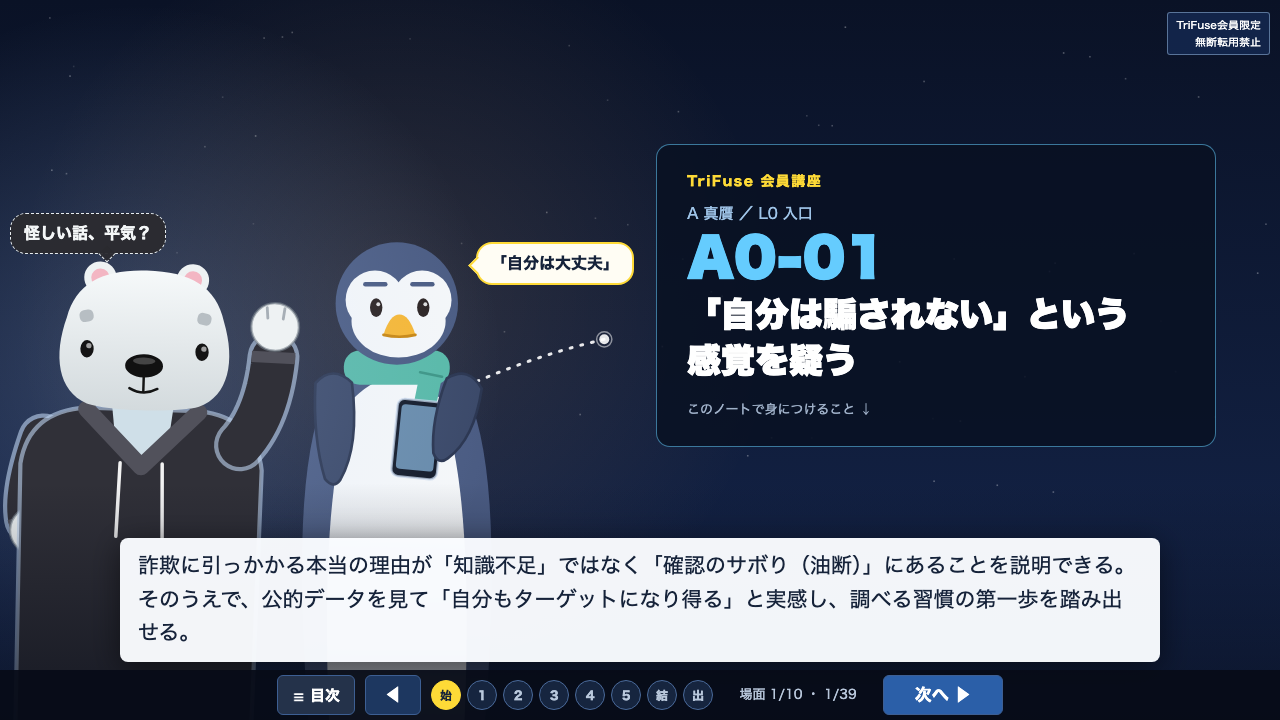 TriFuse会員限定
無断転用禁止
怪しい話、平気？
「自分は大丈夫」
TriFuse 会員講座
A 真贋 ／ L0 入口
A0-01
「自分は騙されない」という
感覚を疑う
このノートで身につけること ↓
詐欺に引っかかる本当の理由が「知識不足」ではなく「確認のサボり（油断）」にあることを説明できる。
そのうえで、公的データを見て「自分もターゲットになり得る」と実感し、調べる習慣の第一歩を踏み出
せる。
≡ 目次 ◀ 始 1 2 3 4 5 結 出 場面 1/10 ・ 1/39 次へ ▶